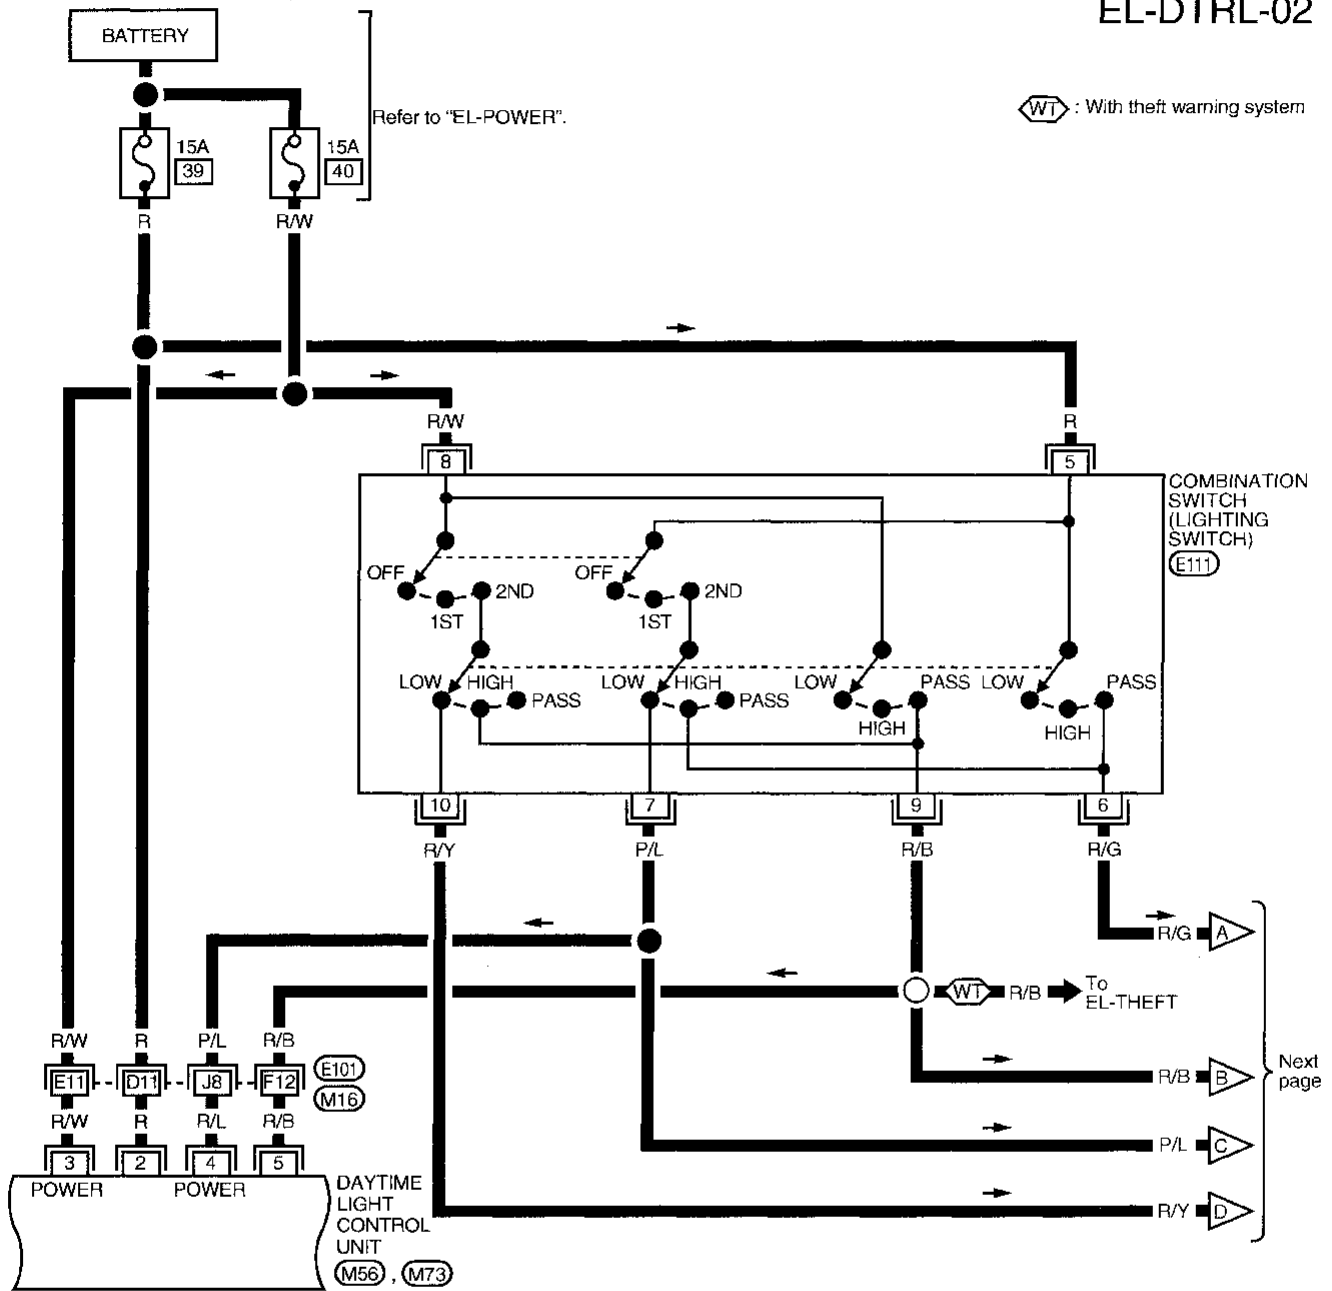 EL-DTRL-02
BATTERY
Refer to "EL-POWER".
WT : With theft warning system
15A
39
15A
40
R
R/W
R/W
R
8
5
COMBINATION
SWITCH
(LIGHTING
SWITCH)
E111
OFF
1ST
2ND
OFF
1ST
2ND
LOW
HIGH
PASS
LOW
HIGH
PASS
LOW
HIGH
PASS
LOW
HIGH
PASS
10
7
9
6
R/Y
P/L
R/B
R/G
R/G
A
WT
R/B
To
EL-THEFT
R/W
R
P/L
R/B
E11
D11
J8
F12
E101
M16
R/B
B
Next
page
R/W
R
R/L
R/B
P/L
C
3
2
4
5
POWER
POWER
DAYTIME
LIGHT
CONTROL
UNIT
M56 , M73
R/Y
D